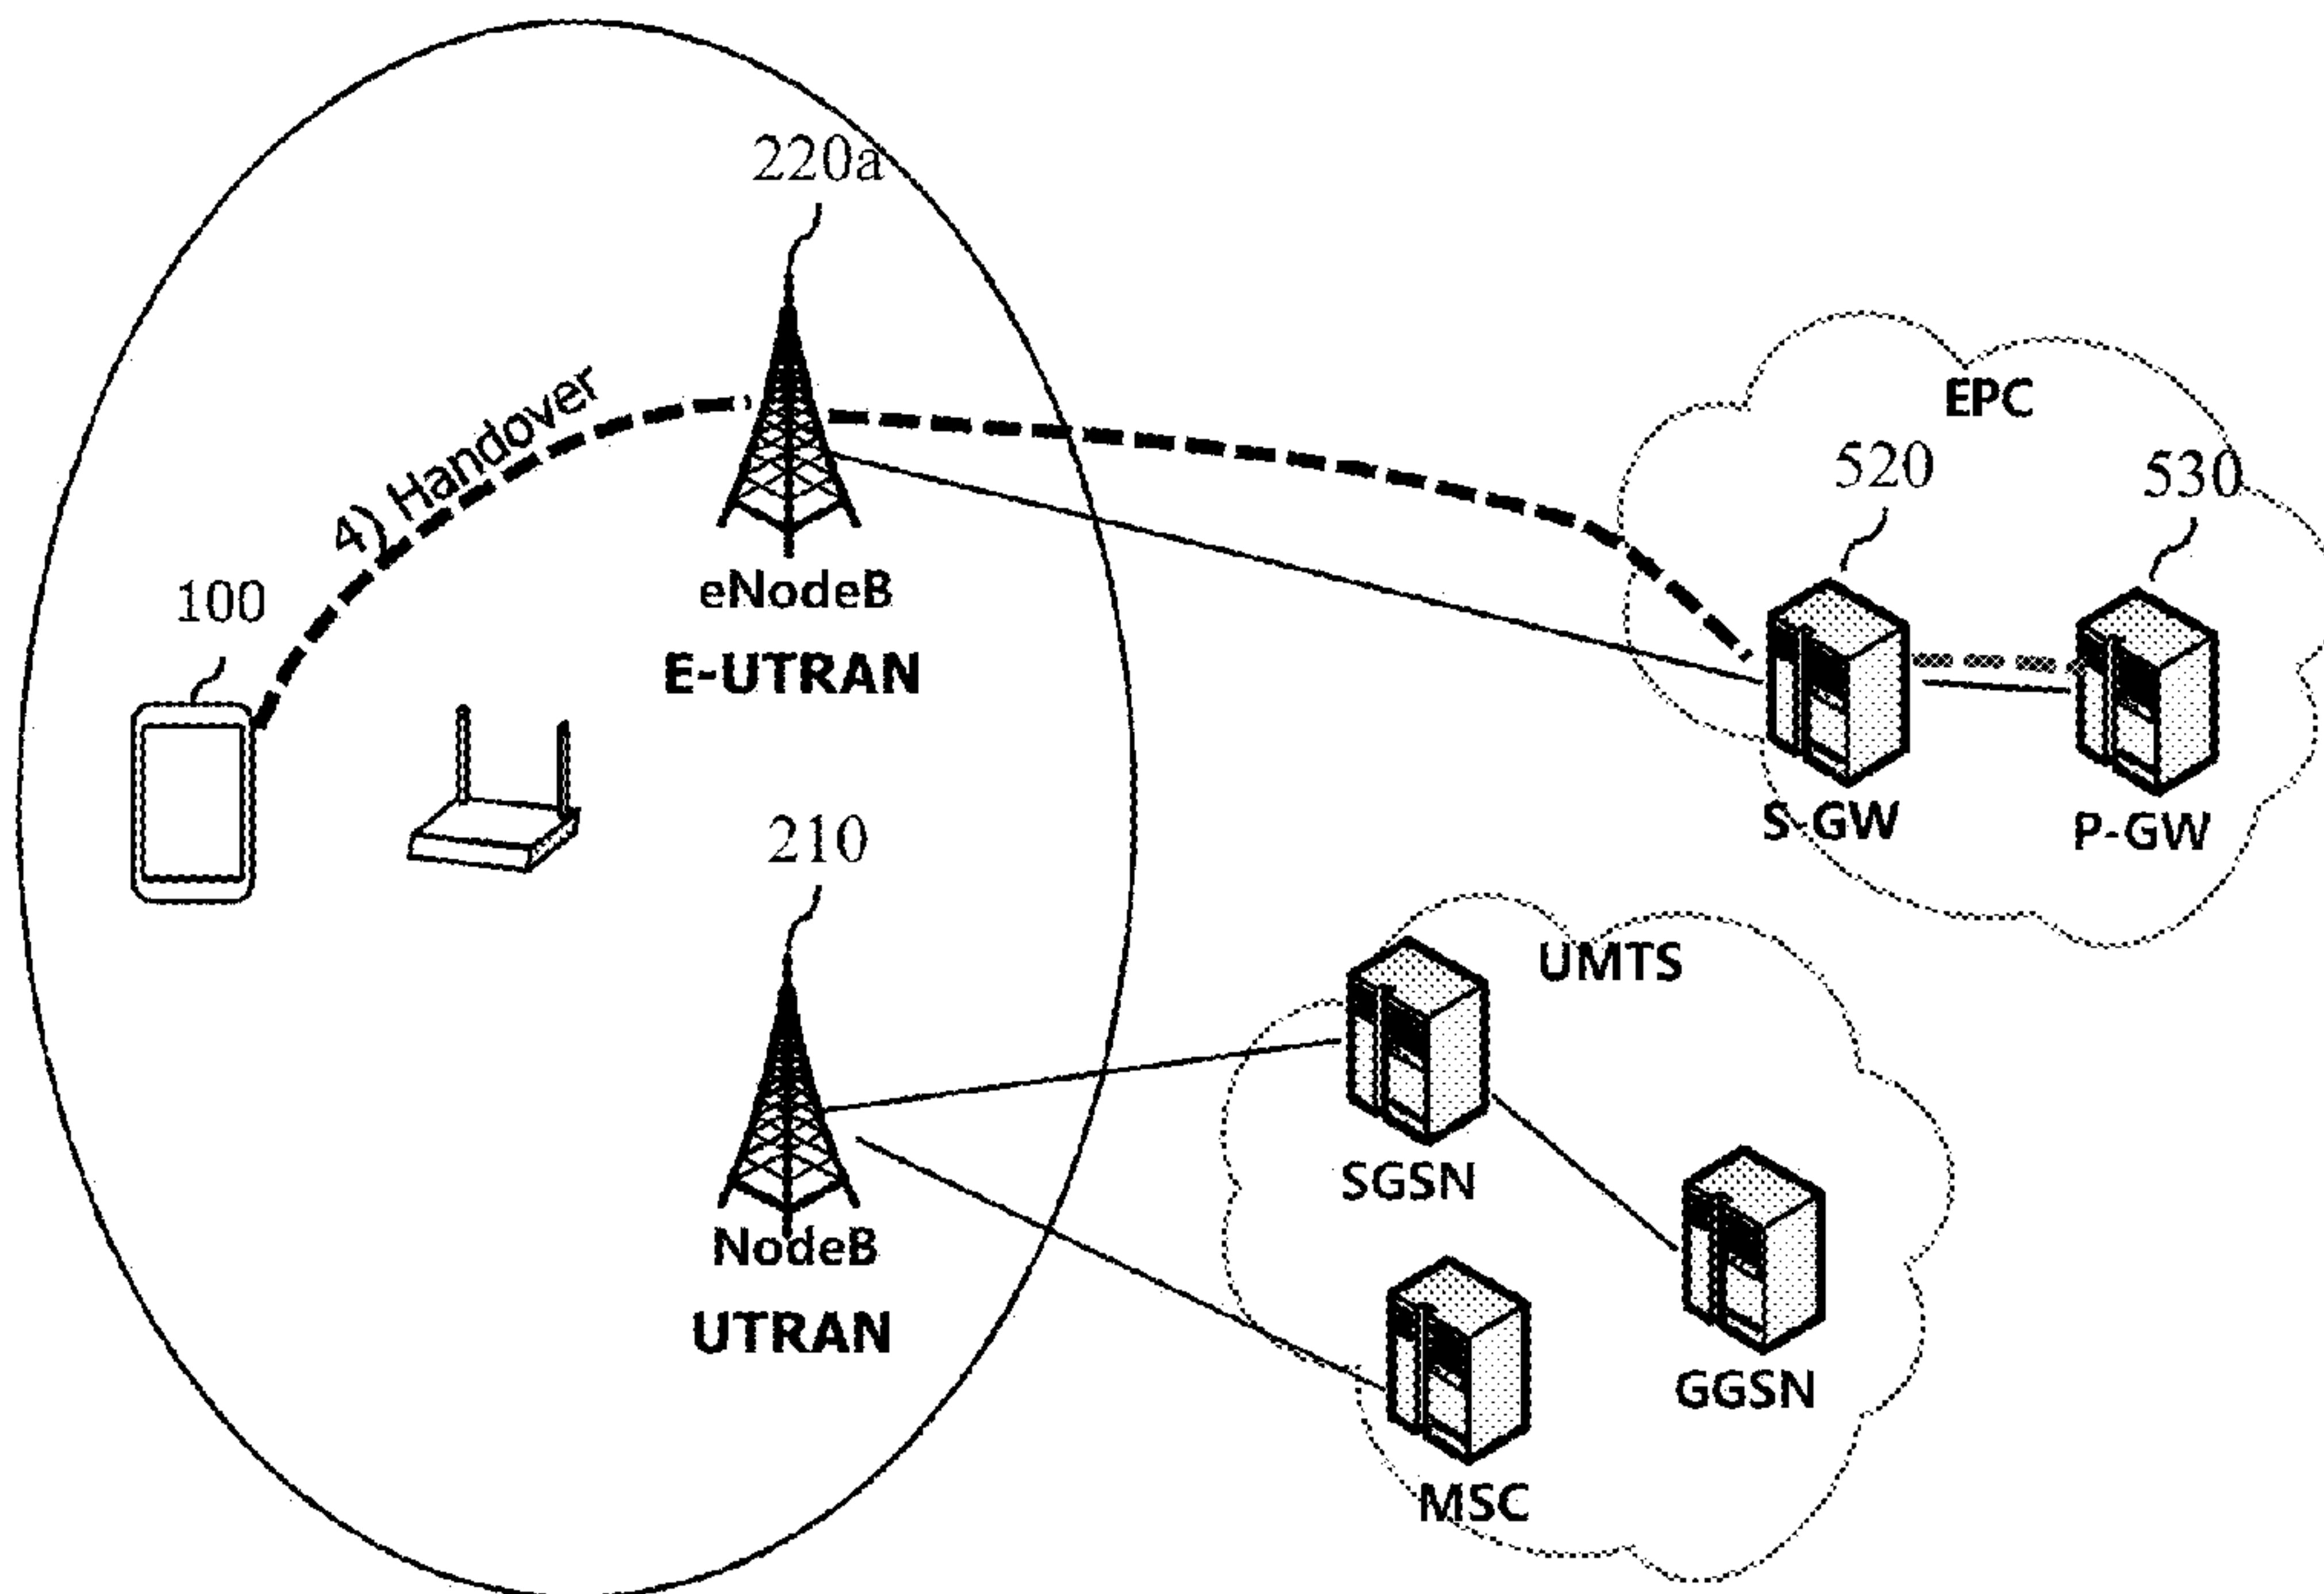 220a
4) Handover
100
eNodeB
E-UTRAN
EPC
520
530
S-GW
P-GW
210
NodeB
UTRAN
UMTS
SGSN
GGSN
MSC